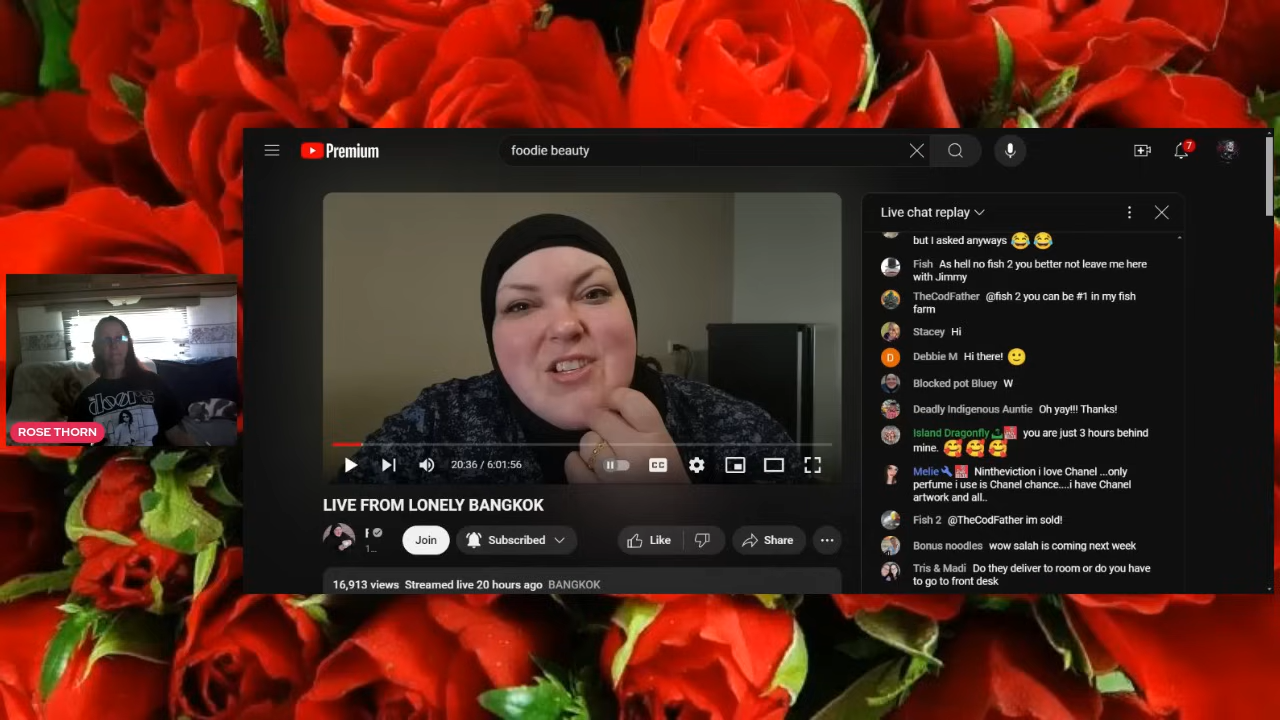 Premium
foodie beauty
7
Live chat replay
but I asked anyways 😂 😂
Fish As hell no fish 2 you better not leave me here
with Jimmy
TheCodFather @fish 2 you can be #1 in my fish
farm
Stacey Hi
D
Debbie M Hi there! 🙂
Blocked pot Bluey W
Deadly Indigenous Auntie Oh yay!!! Thanks!
Island Dragonfly you are just 3 hours behind
mine. 🥰 🥰 🥰
Melie Nintheviction i love Chanel ...only
perfume i use is Chanel chance....i have Chanel
artwork and all..
Fish 2 @TheCodFather im sold!
Bonus noodles wow salah is coming next week
Tris & Madi Do they deliver to room or do you have
to go to front desk
20:36 / 6:01:56
CC
LIVE FROM LONELY BANGKOK
F
1...
Join
Subscribed
Like
Share
16,913 views Streamed live 20 hours ago BANGKOK
doors
ROSE THORN